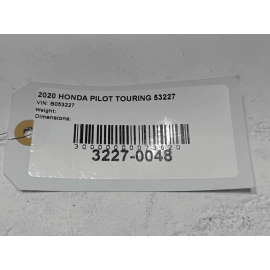 2020 HONDA PILOT TOURING 53227
VIN: B053227
Weight:
Dimensions:
3227-0048